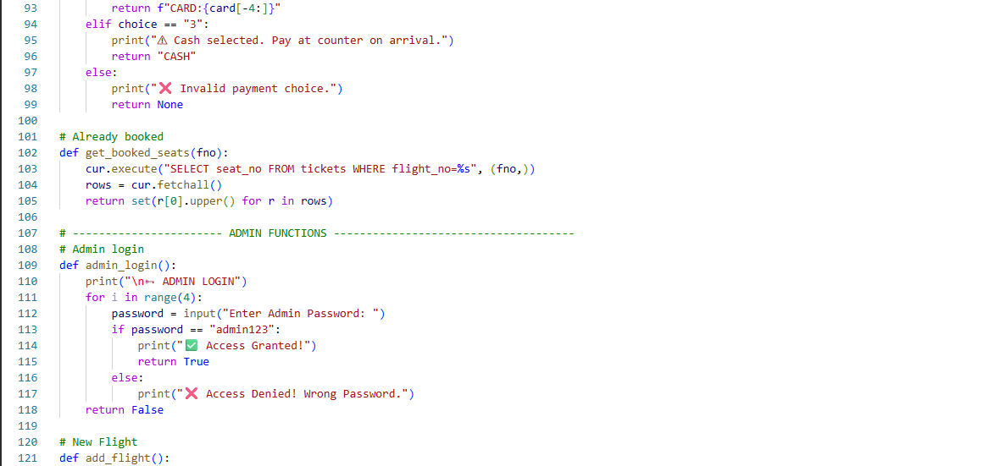 93 return f"CARD:{card[-4:]}"
94 elif choice == "3":
95 print("⚠ Cash selected. Pay at counter on arrival.")
96 return "CASH"
97 else:
98 print("❌ Invalid payment choice.")
99 return None
100
101 # Already booked
102 def get_booked_seats(fno):
103 cur.execute("SELECT seat_no FROM tickets WHERE flight_no=%s", (fno,))
104 rows = cur.fetchall()
105 return set(r[0].upper() for r in rows)
106
107 # ----------------------- ADMIN FUNCTIONS -------------------------------------
108 # Admin login
109 def admin_login():
110 print("\n🗝 ADMIN LOGIN")
111 for i in range(4):
112 password = input("Enter Admin Password: ")
113 if password == "admin123":
114 print("✅ Access Granted!")
115 return True
116 else:
117 print("❌ Access Denied! Wrong Password.")
118 return False
119
120 # New Flight
121 def add_flight():